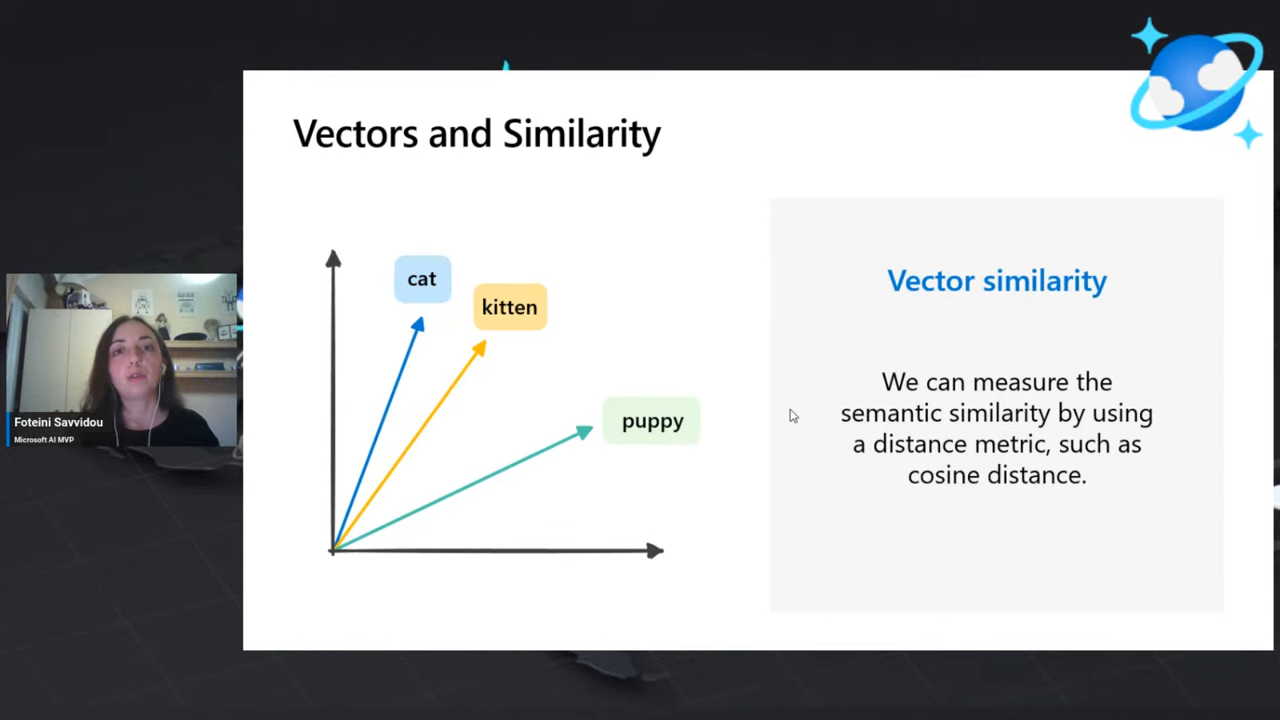 Vectors and Similarity
cat
kitten
puppy
Vector similarity
We can measure the
semantic similarity by using
a distance metric, such as
cosine distance.
Foteini Savvidou
Microsoft AI MVP